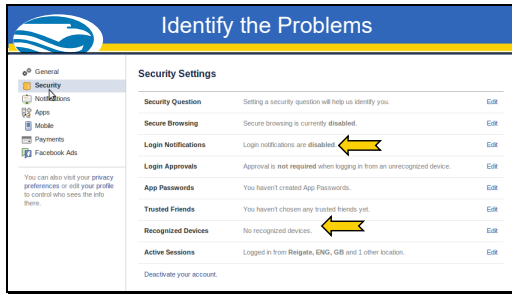 Identify the Problems
General
Security
Notifications
Apps
Mobile
Payments
Facebook Ads
You can also visit your privacy
preferences or edit your profile
to control who sees the info
there.
Security Settings
Security Question Setting a security question will help us identify you. Edit
Secure Browsing Secure browsing is currently disabled. Edit
Login Notifications Login notifications are disabled. Edit
Login Approvals Approval is not required when logging in from an unrecognized device. Edit
App Passwords You haven't created App Passwords. Edit
Trusted Friends You haven't chosen any trusted friends yet. Edit
Recognized Devices No recognized devices. Edit
Active Sessions Logged in from Reigate, ENG, GB and 1 other location. Edit
Deactivate your account.